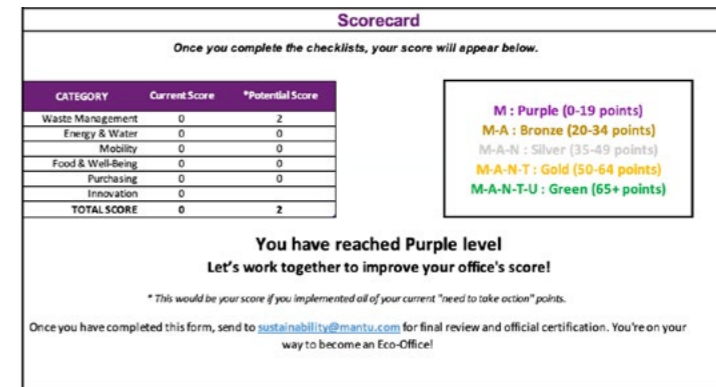 Scorecard
Once you complete the checklists, your score will appear below.
CATEGORY Current Score *Potential Score
Waste Management 0 2
Energy & Water 0 0
Mobility 0 0
Food & Well-Being 0 0
Purchasing 0 0
Innovation 0
TOTAL SCORE 0 2
M : Purple (0-19 points)
M-A : Bronze (20-34 points)
M-A-N : Silver (35-49 points)
M-A-N-T : Gold (50-64 points)
M-A-N-T-U : Green (65+ points)
You have reached Purple level
Let's work together to improve your office's score!
* This would be your score if you implemented all of your current "need to take action" points.
Once you have completed this form, send to sustainability@mantu.com for final review and official certification. You're on your
way to become an Eco-Office!